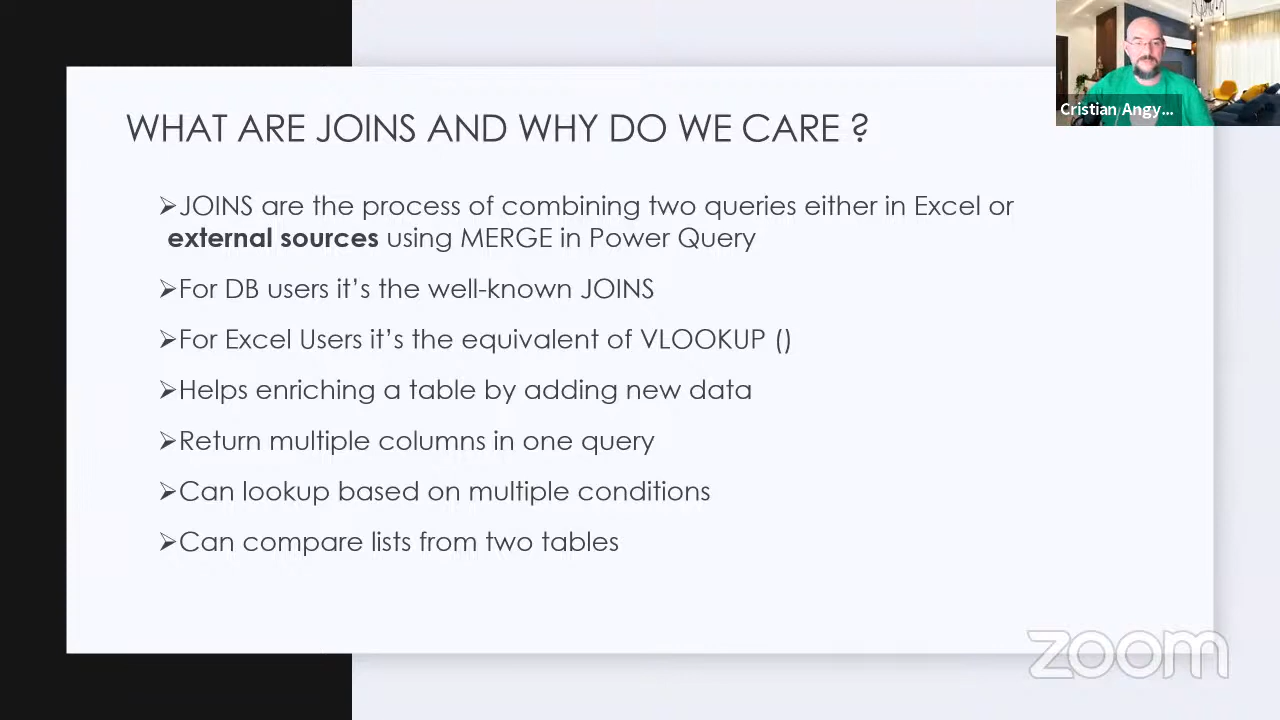 WHAT ARE JOINS AND WHY DO WE CARE ?
Cristian Angy...
➢JOINS are the process of combining two queries either in Excel or
external sources using MERGE in Power Query
➢For DB users it's the well-known JOINS
➢For Excel Users it's the equivalent of VLOOKUP ()
➢Helps enriching a table by adding new data
➢Return multiple columns in one query
➢Can lookup based on multiple conditions
➢Can compare lists from two tables
zoom